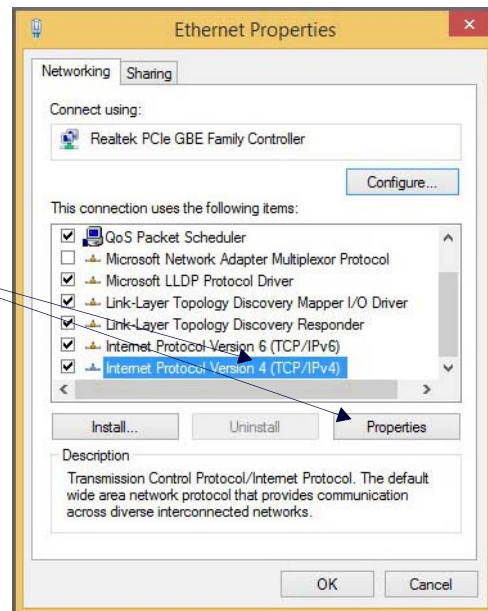 Ethernet Properties
Networking Sharing
Connect using:
Realtek PCIe GBE Family Controller
Configure...
This connection uses the following items:
QoS Packet Scheduler
Microsoft Network Adapter Multiplexor Protocol
Microsoft LLDP Protocol Driver
Link-Layer Topology Discovery Mapper I/O Driver
Link-Layer Topology Discovery Responder
Internet Protocol Version 6 (TCP/IPv6)
Internet Protocol Version 4 (TCP/IPv4)
Install... Uninstall Properties
Description
Transmission Control Protocol/Internet Protocol. The default
wide area network protocol that provides communication
across diverse interconnected networks.
OK Cancel